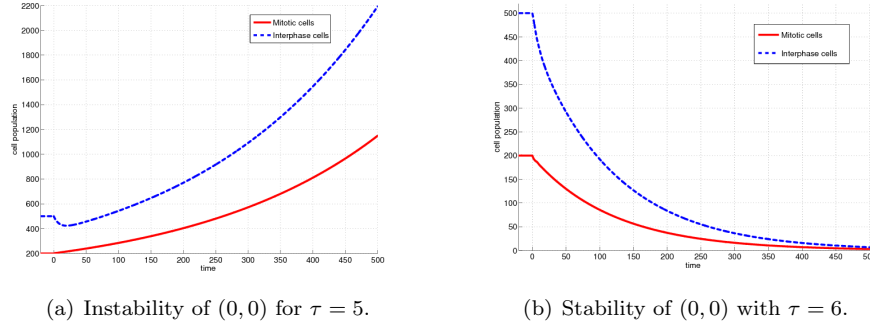 2200
2000
1800
1600
1400
1200
1000
800
600
400
200
cell population
0 50 100 150 200 250 300 350 400 450 500
time
Mitotic cells
Interphase cells
(a) Instability of (0, 0) for τ = 5.
500
450
400
350
300
250
200
150
100
50
0
cell population
0 50 100 150 200 250 300 350 400 450 500
time
Mitotic cells
Interphase cells
(b) Stability of (0, 0) with τ = 6.